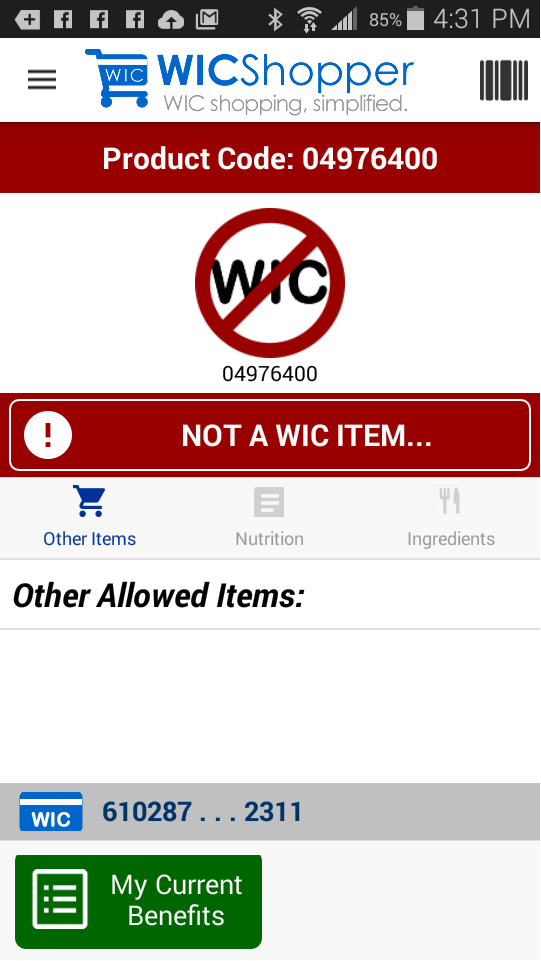 85% 4:31 PM
WIC WICShopper
WIC shopping, simplified.
Product Code: 04976400
WIC
04976400
! NOT A WIC ITEM...
Other Items Nutrition Ingredients
Other Allowed Items:
WIC 610287 . . . 2311
My Current
Benefits